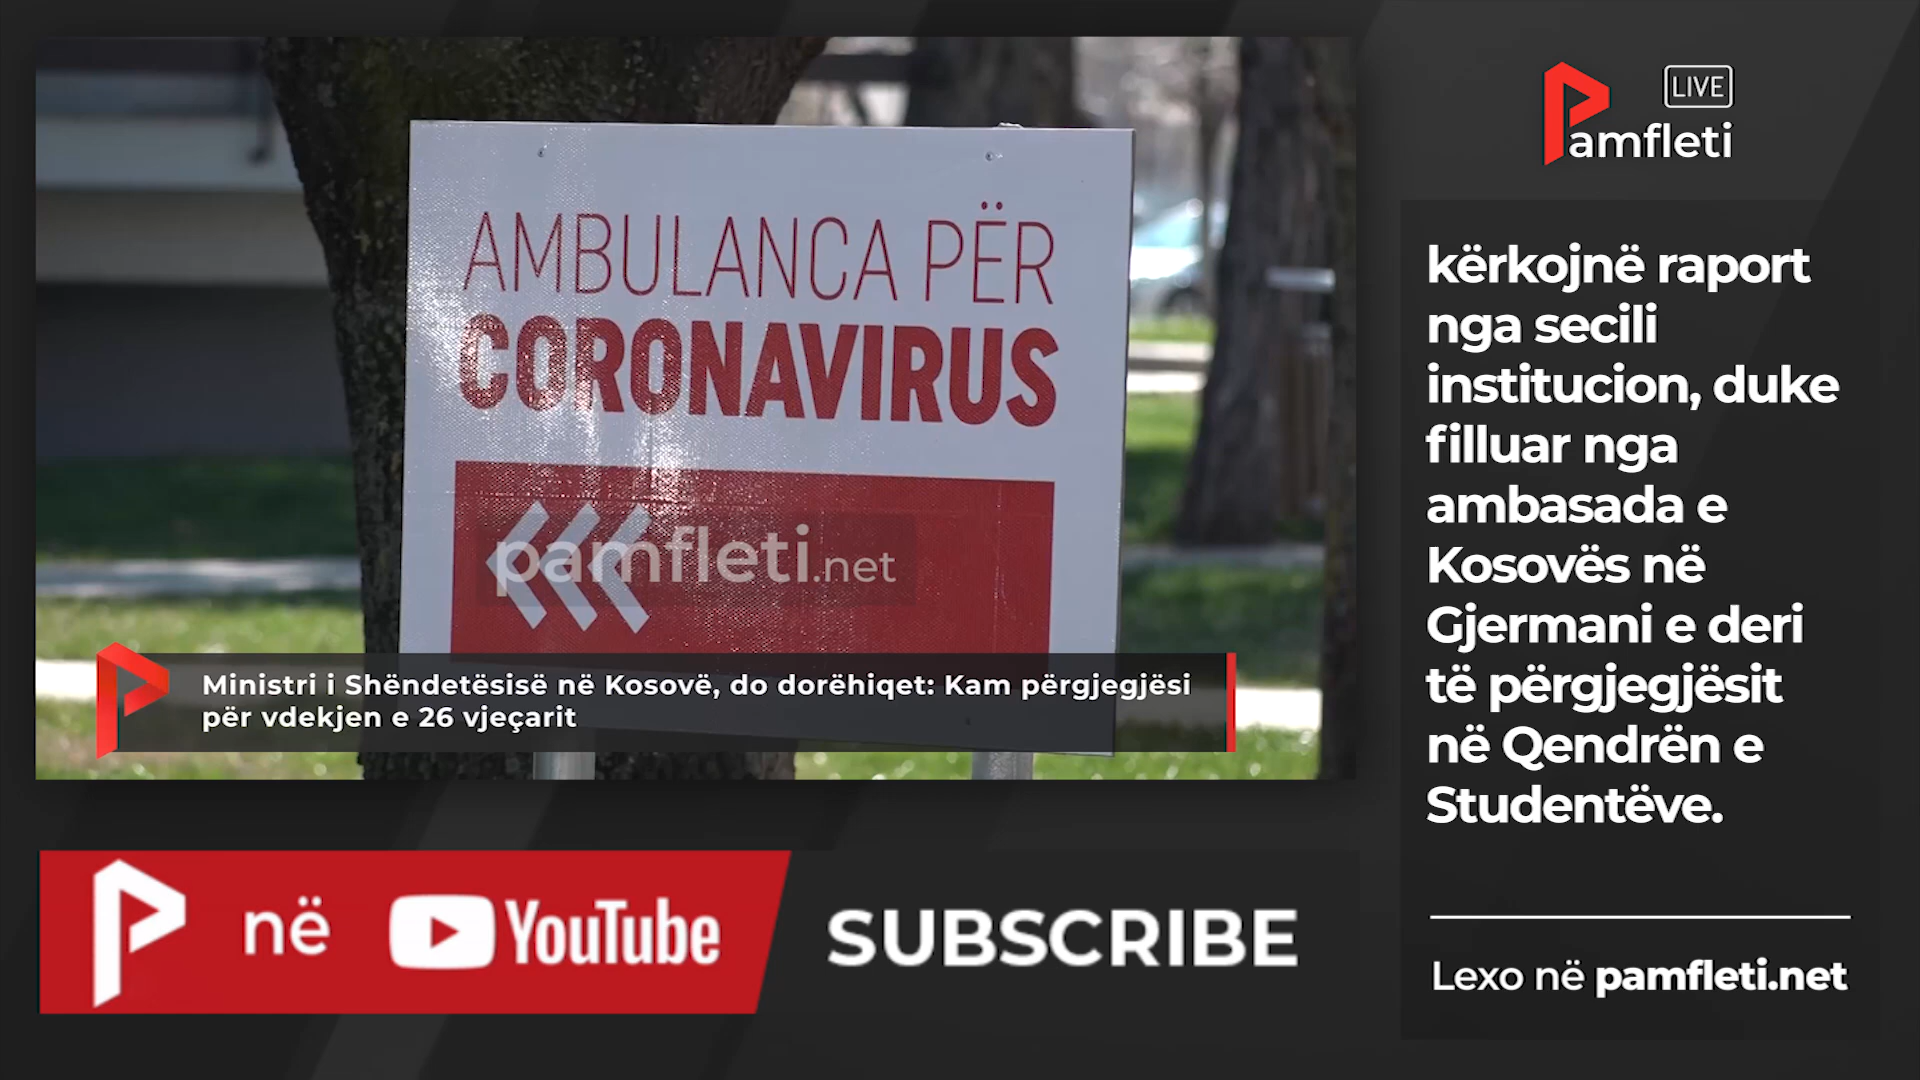 AMBULANCA PËR
CORONAVIRUS
pamfleti.net
Ministri i Shëndetësisë në Kosovë, do dorëhiqet: Kam përgjegjësi
për vdekjen e 26 vjeçarit
në YouTube
SUBSCRIBE
LIVE
Pamfleti
kërkojnë raport
nga secili
institucion, duke
filluar nga
ambasada e
Kosovës në
Gjermani e deri
të përgjegjësit
në Qendrën e
Studentëve.
Lexo në pamfleti.net